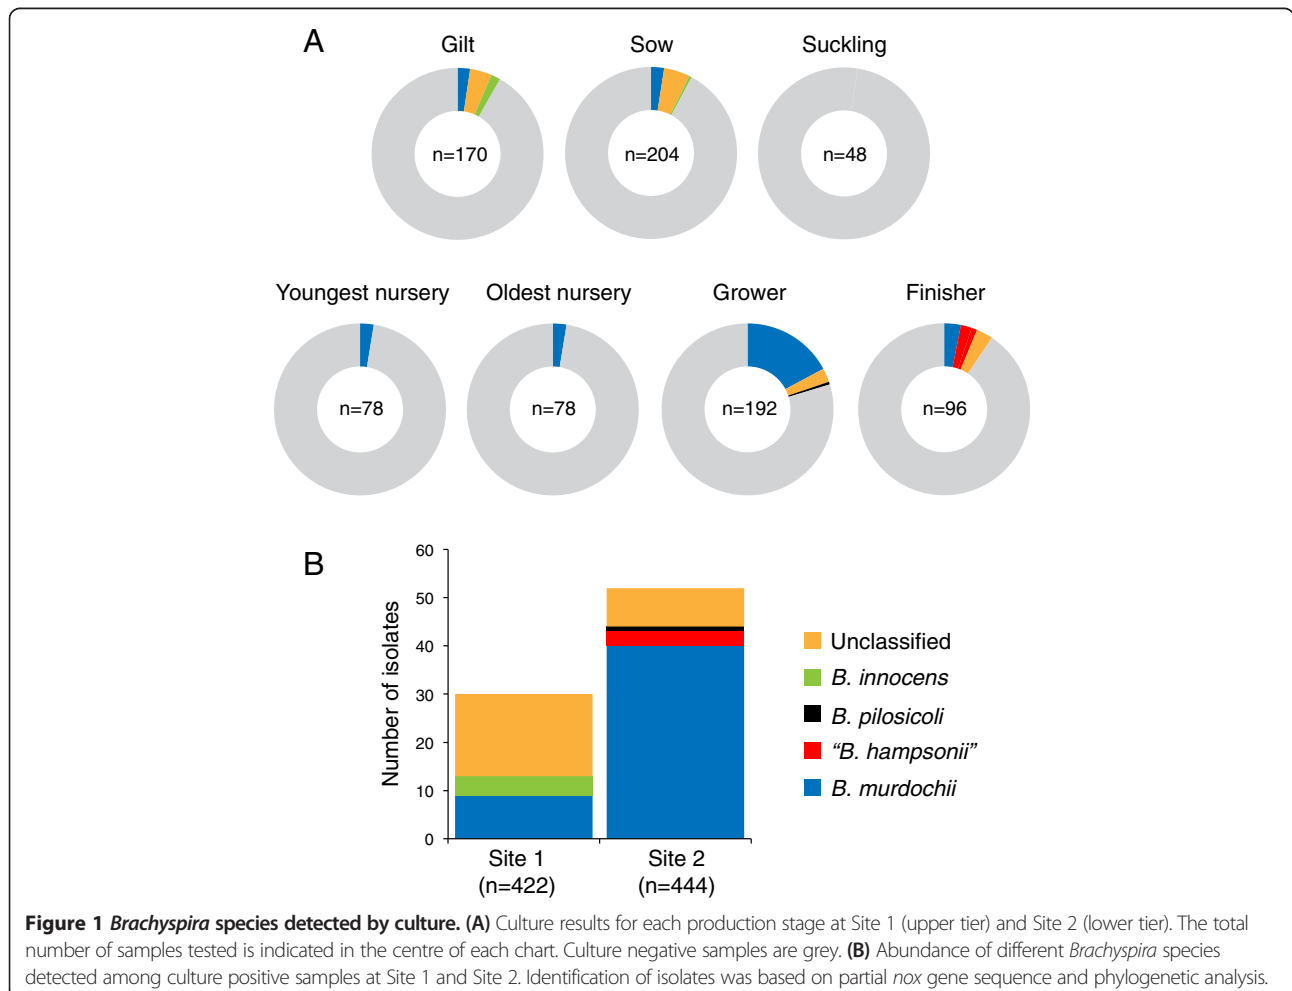 A
Gilt
Sow
Suckling
n=170
n=204
n=48
Youngest nursery
Oldest nursery
Grower
Finisher
n=78
n=78
n=192
n=96
B
Number of isolates
60
50
40
30
20
10
0
Site 1
(n=422)
Site 2
(n=444)
Unclassified
B. innocens
B. pilosicoli
“B. hampsonii”
B. murdochii
Figure 1 Brachyspira species detected by culture. (A) Culture results for each production stage at Site 1 (upper tier) and Site 2 (lower tier). The total
number of samples tested is indicated in the centre of each chart. Culture negative samples are grey. (B) Abundance of different Brachyspira species
detected among culture positive samples at Site 1 and Site 2. Identification of isolates was based on partial nox gene sequence and phylogenetic analysis.